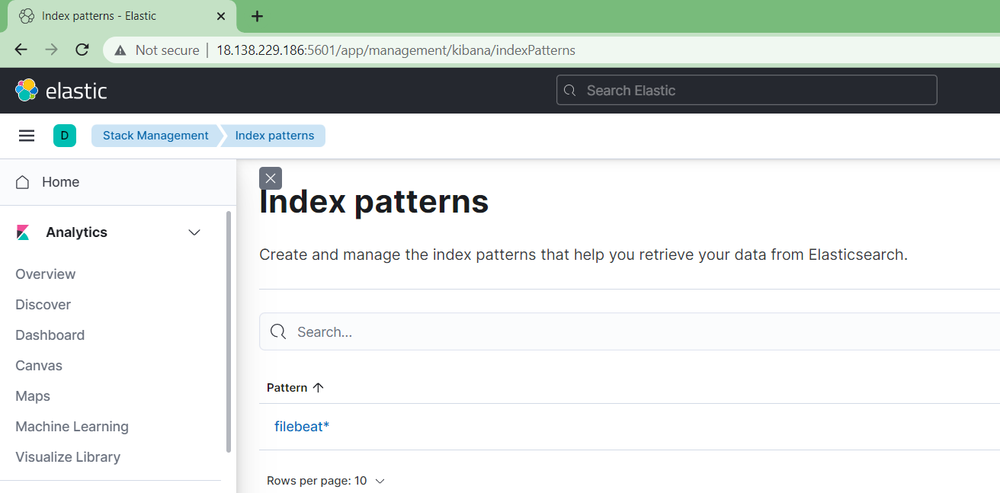 Index patterns - Elastic
Not secure 18.138.229.186:5601/app/management/kibana/indexPatterns
elastic
Search Elastic
D
Stack Management
Index patterns
Home
Analytics
Overview
Discover
Dashboard
Canvas
Maps
Machine Learning
Visualize Library
Index patterns
Create and manage the index patterns that help you retrieve your data from Elasticsearch.
Search...
Pattern
filebeat*
Rows per page: 10